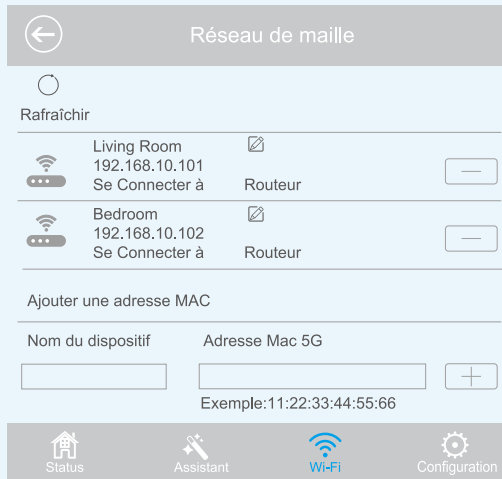 Réseau de maille
Rafraîchir
Living Room
192.168.10.101
Se Connecter à Routeur
Bedroom
192.168.10.102
Se Connecter à Routeur
Ajouter une adresse MAC
Nom du dispositif Adresse Mac 5G
Exemple:11:22:33:44:55:66
Status Assistant Wi-Fi Configuration